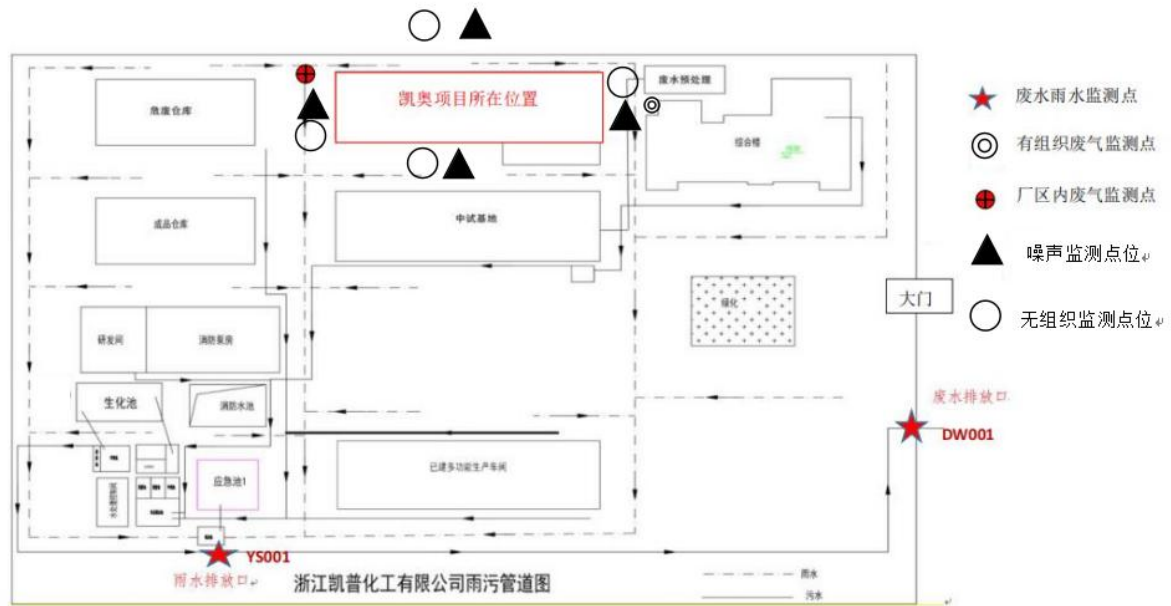 废水预处理
凯奥项目所在位置
危废仓库
综合楼
成品仓库
中试基地
绿化
大门
研发间
消防泵房
生化池
消防水池
已建多功能生产车间
应急池1
水处理控制间
废水排放口
DW001
YS001
雨水排放口
浙江凯普化工有限公司雨污管道图
雨水
污水
废水雨水监测点
有组织废气监测点
厂区内废气监测点
噪声监测点位
无组织监测点位